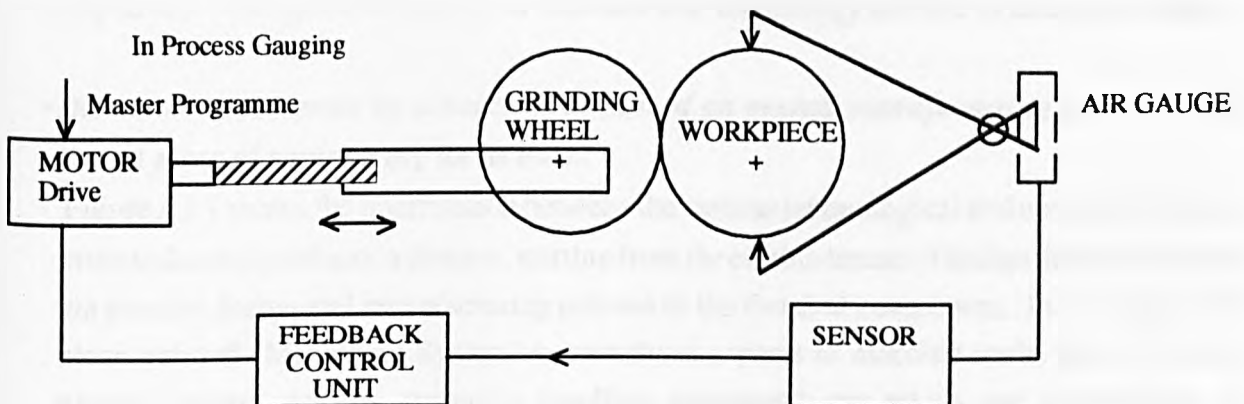 In Process Gauging
Master Programme
MOTOR
Drive
GRINDING
WHEEL
WORKPIECE
AIR GAUGE
FEEDBACK
CONTROL
UNIT
SENSOR